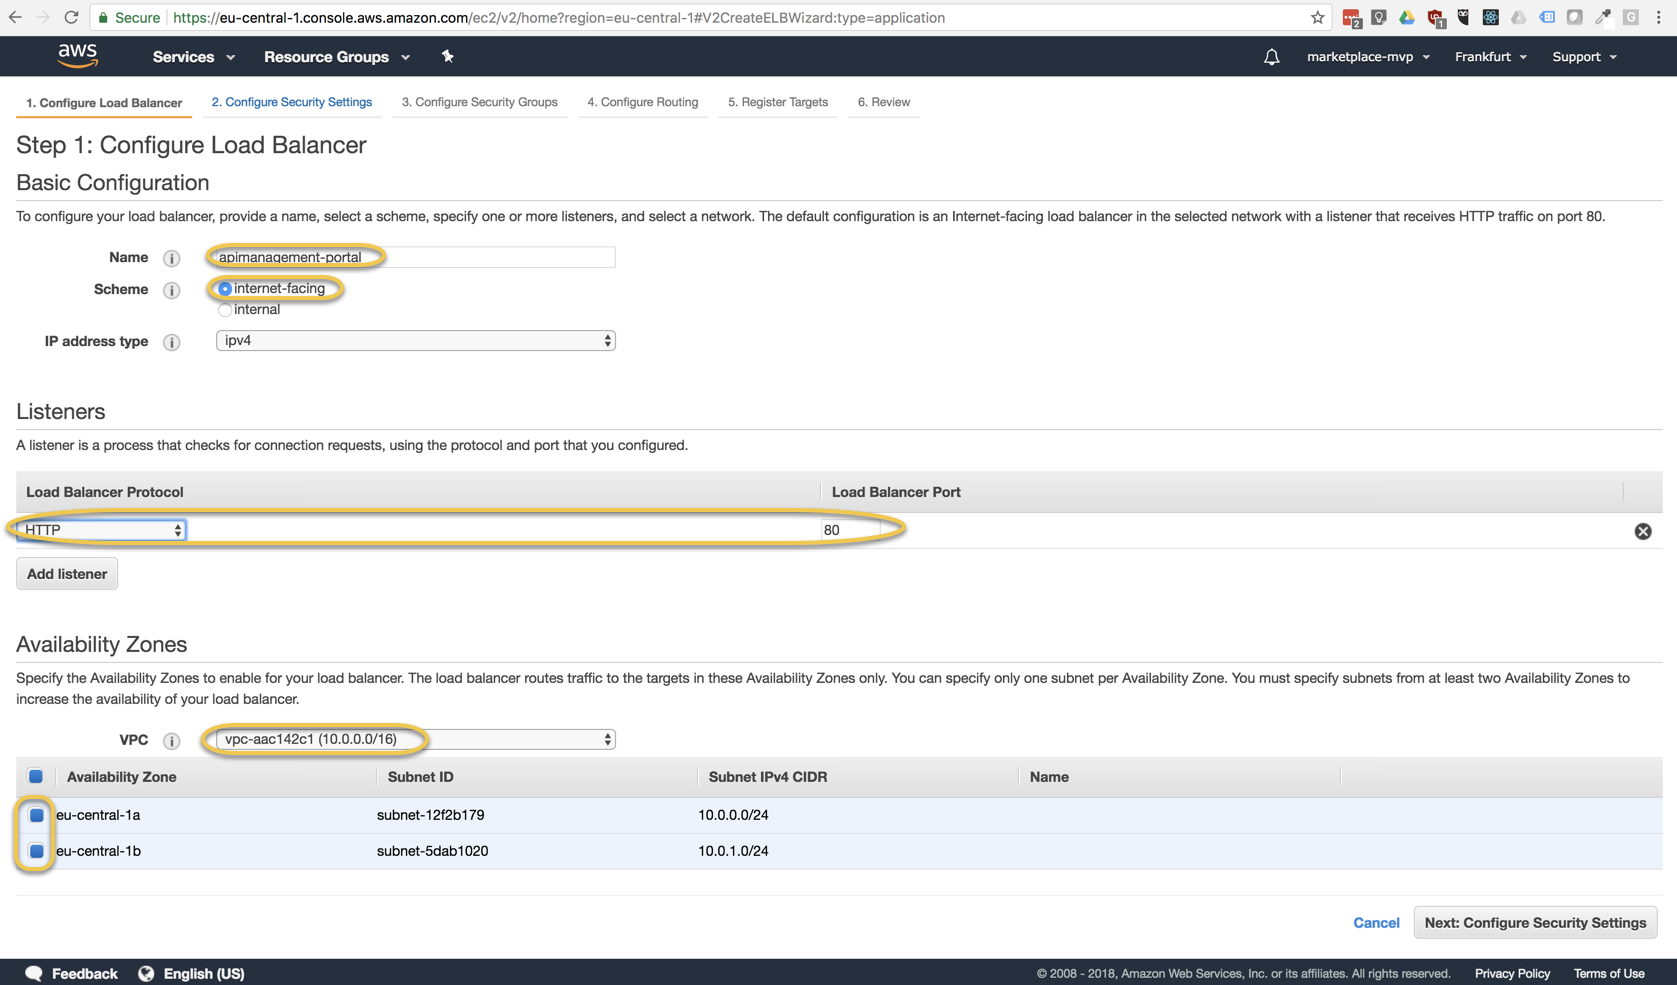 Secure https://eu-central-1.console.aws.amazon.com/ec2/v2/home?region=eu-central-1#V2CreateELBWizard:type=application
2 1 G
aws Services Resource Groups marketplace-mvp Frankfurt Support
1. Configure Load Balancer 2. Configure Security Settings 3. Configure Security Groups 4. Configure Routing 5. Register Targets 6. Review
Step 1: Configure Load Balancer
Basic Configuration
To configure your load balancer, provide a name, select a scheme, specify one or more listeners, and select a network. The default configuration is an Internet-facing load balancer in the selected network with a listener that receives HTTP traffic on port 80.
Name i apimanagement-portal
Scheme i internet-facing
internal
IP address type i ipv4
Listeners
A listener is a process that checks for connection requests, using the protocol and port that you configured.
Load Balancer Protocol Load Balancer Port
HTTP 80
Add listener
Availability Zones
Specify the Availability Zones to enable for your load balancer. The load balancer routes traffic to the targets in these Availability Zones only. You can specify only one subnet per Availability Zone. You must specify subnets from at least two Availability Zones to
increase the availability of your load balancer.
VPC i vpc-aac142c1 (10.0.0.0/16)
Availability Zone Subnet ID Subnet IPv4 CIDR Name
eu-central-1a subnet-12f2b179 10.0.0.0/24
eu-central-1b subnet-5dab1020 10.0.1.0/24
Cancel Next: Configure Security Settings
Feedback English (US) © 2008 - 2018, Amazon Web Services, Inc. or its affiliates. All rights reserved. Privacy Policy Terms of Use